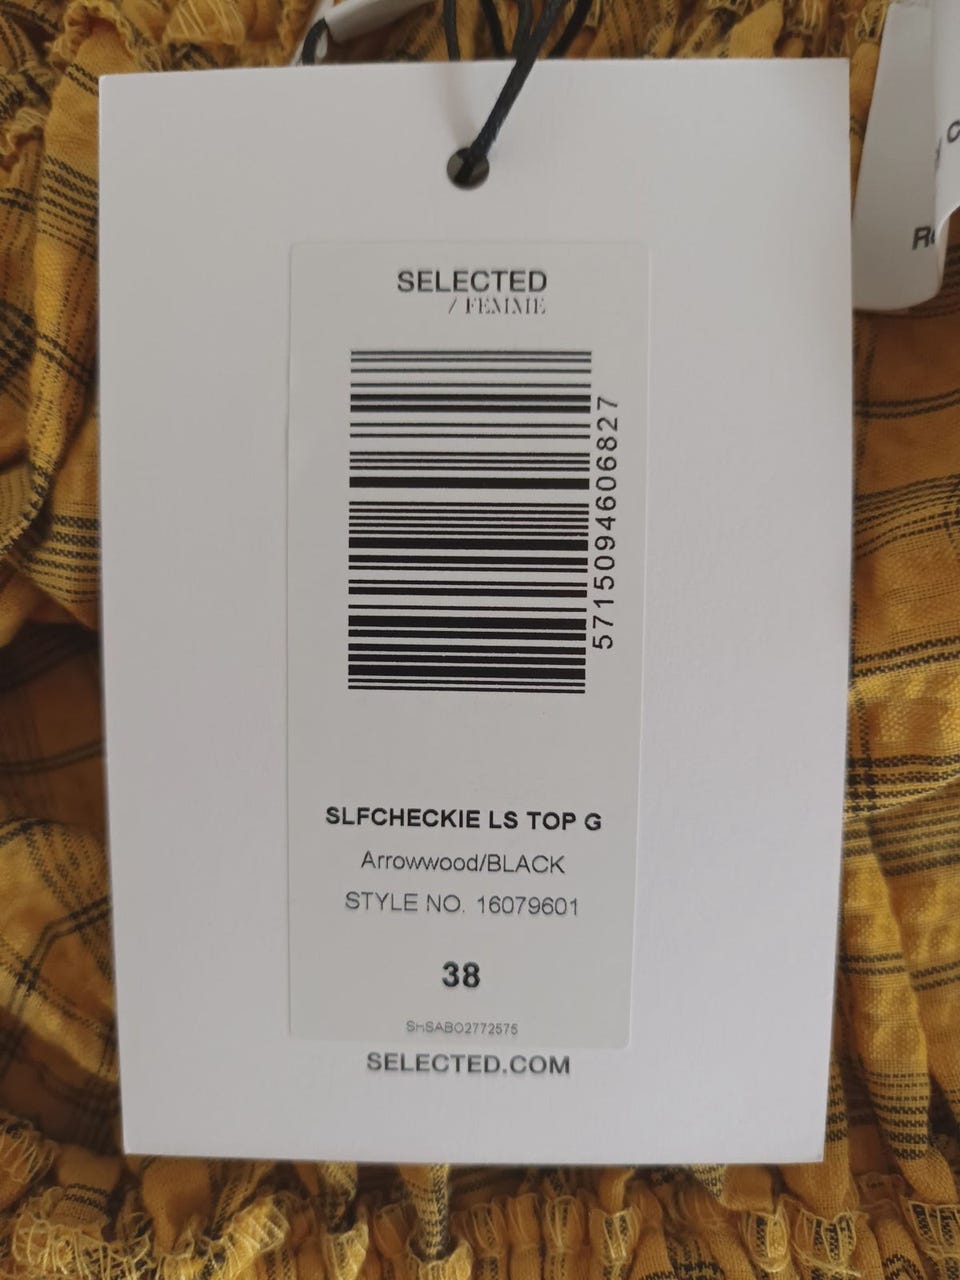 SELECTED
/ FEMME
5715094606827
SLFCHECKIE LS TOP G
Arrowwood/BLACK
STYLE NO. 16079601
38
SHSABO2772575
SELECTED.COM